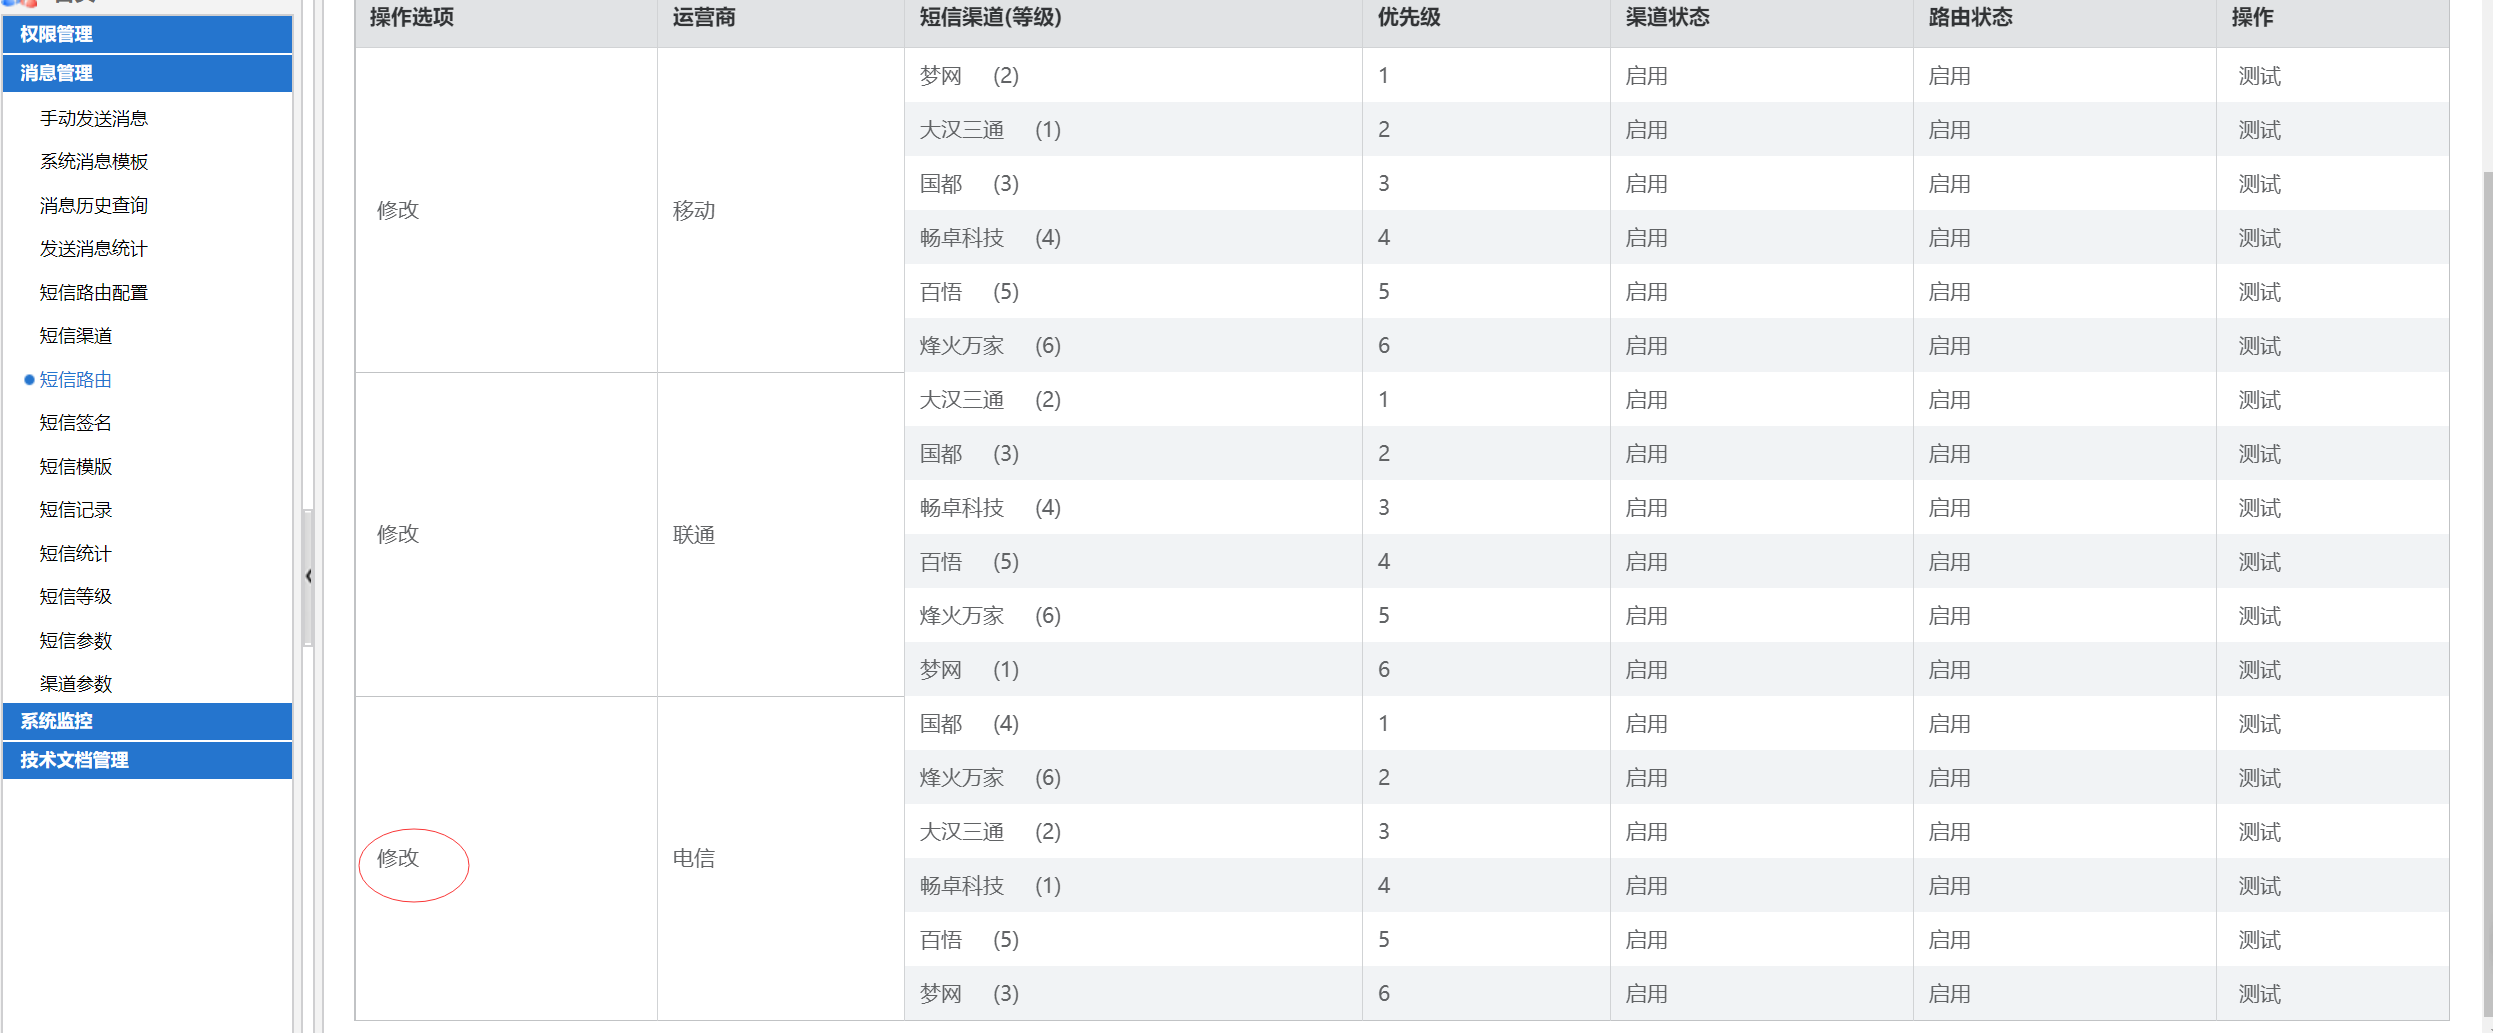 权限管理
消息管理
手动发送消息
系统消息模板
消息历史查询
发送消息统计
短信路由配置
短信渠道
短信路由
短信签名
短信模版
短信记录
短信统计
短信等级
短信参数
渠道参数
系统监控
技术文档管理
操作选项 运营商 短信渠道(等级) 优先级 渠道状态 路由状态 操作
修改 移动
梦网 (2) 1 启用 启用 测试
大汉三通 (1) 2 启用 启用 测试
国都 (3) 3 启用 启用 测试
畅卓科技 (4) 4 启用 启用 测试
百悟 (5) 5 启用 启用 测试
烽火万家 (6) 6 启用 启用 测试
修改 联通
大汉三通 (2) 1 启用 启用 测试
国都 (3) 2 启用 启用 测试
畅卓科技 (4) 3 启用 启用 测试
百悟 (5) 4 启用 启用 测试
烽火万家 (6) 5 启用 启用 测试
梦网 (1) 6 启用 启用 测试
修改 电信
国都 (4) 1 启用 启用 测试
烽火万家 (6) 2 启用 启用 测试
大汉三通 (2) 3 启用 启用 测试
畅卓科技 (1) 4 启用 启用 测试
百悟 (5) 5 启用 启用 测试
梦网 (3) 6 启用 启用 测试